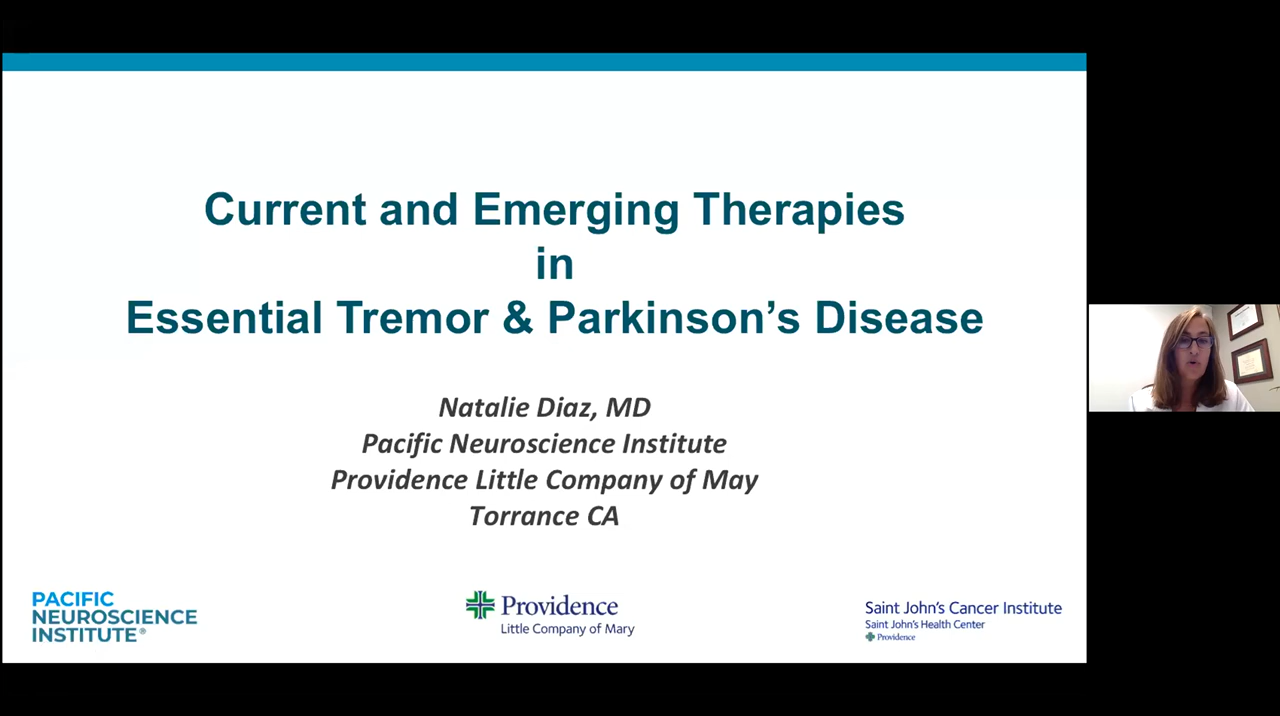 Current and Emerging Therapies
in
Essential Tremor & Parkinson’s Disease
Natalie Diaz, MD
Pacific Neuroscience Institute
Providence Little Company of May
Torrance CA
PACIFIC
NEUROSCIENCE
INSTITUTE®
Providence
Little Company of Mary
Saint John's Cancer Institute
Saint John's Health Center
Providence